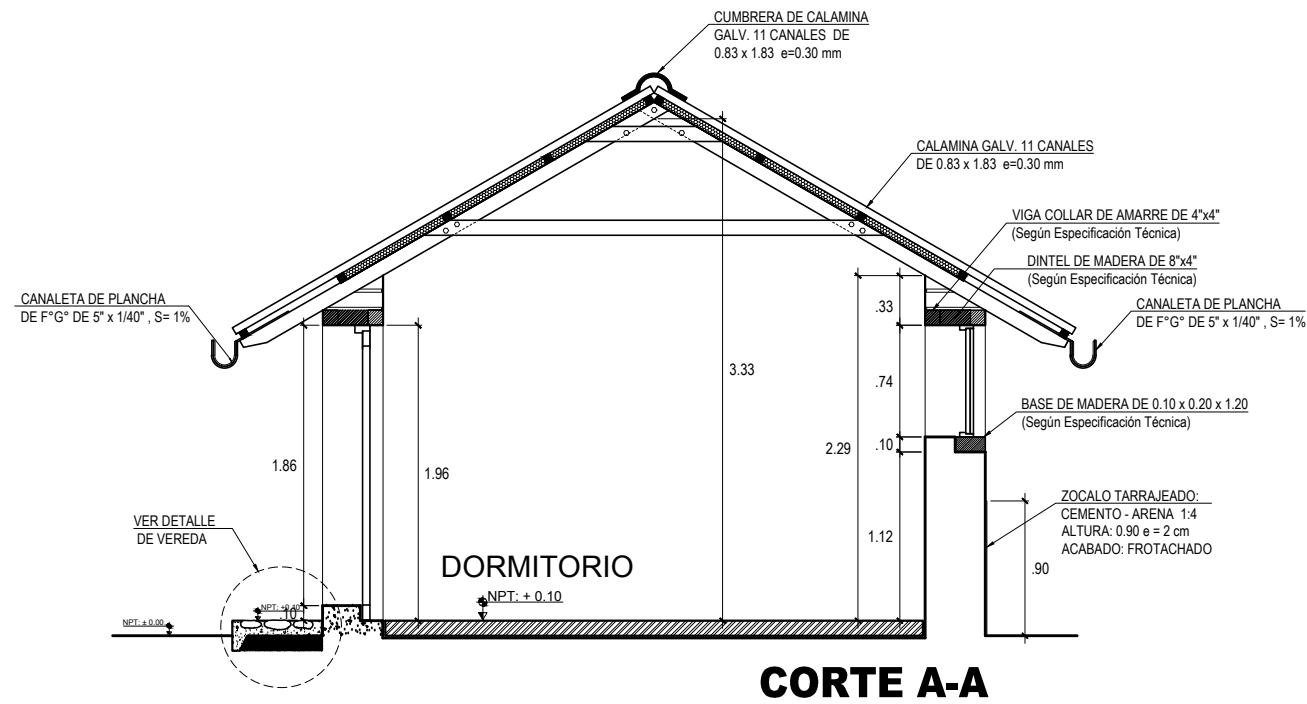 CUMBRERA DE CALAMINA
GALV. 11 CANALES DE
0.83 x 1.83 e=0.30 mm
CALAMINA GALV. 11 CANALES
DE 0.83 x 1.83 e=0.30 mm
VIGA COLLAR DE AMARRE DE 4"x4"
(Según Especificación Técnica)
DINTEL DE MADERA DE 8"x4"
(Según Especificación Técnica)
CANALETA DE PLANCHA
DE F°G° DE 5" x 1/40" , S= 1%
CANALETA DE PLANCHA
DE F°G° DE 5" x 1/40" , S= 1%
.33
3.33
.74
BASE DE MADERA DE 0.10 x 0.20 x 1.20
(Según Especificación Técnica)
2.29
.10
1.86
1.96
ZOCALO TARRAJEADO:
CEMENTO - ARENA 1:4
ALTURA: 0.90 e = 2 cm
ACABADO: FROTACHADO
VER DETALLE
DE VEREDA
1.12
.90
DORMITORIO
NPT: + 0.10
NPT: +0.10
.10
NPT: ± 0.00
CORTE A-A